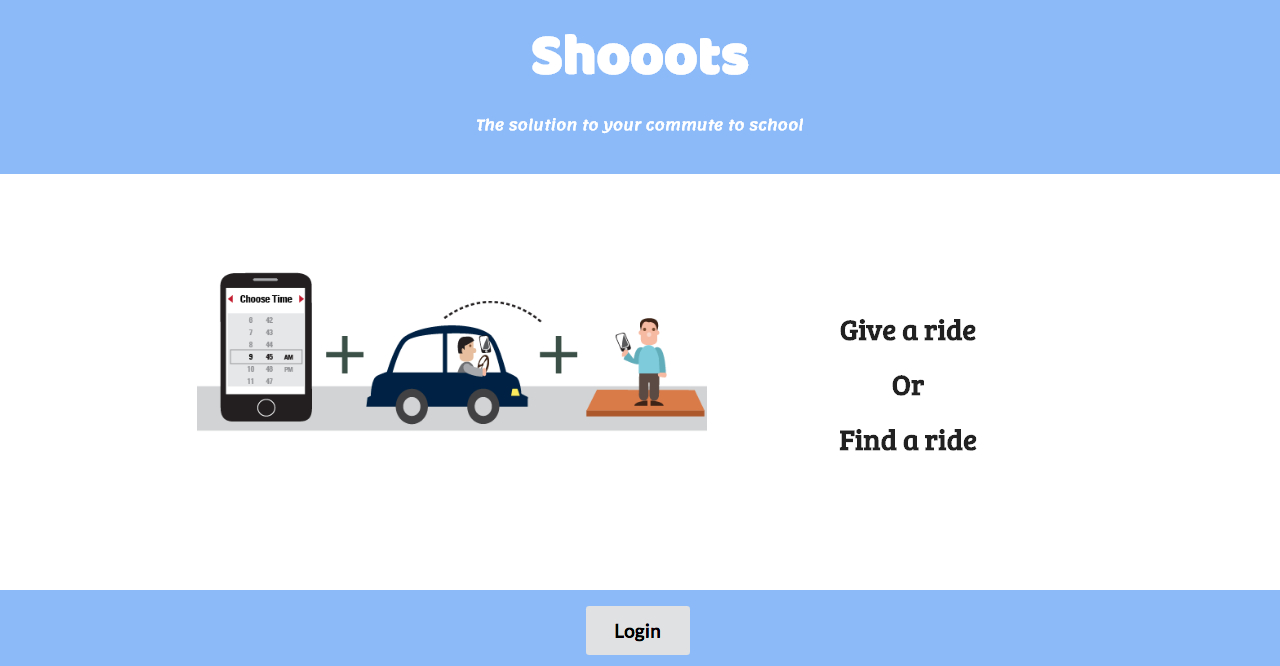 Shooots
The solution to your commute to school
Choose Time
6 42
7 43
8 44
9 45 AM
10 46 PM
11 47
Give a ride
Or
Find a ride
Login